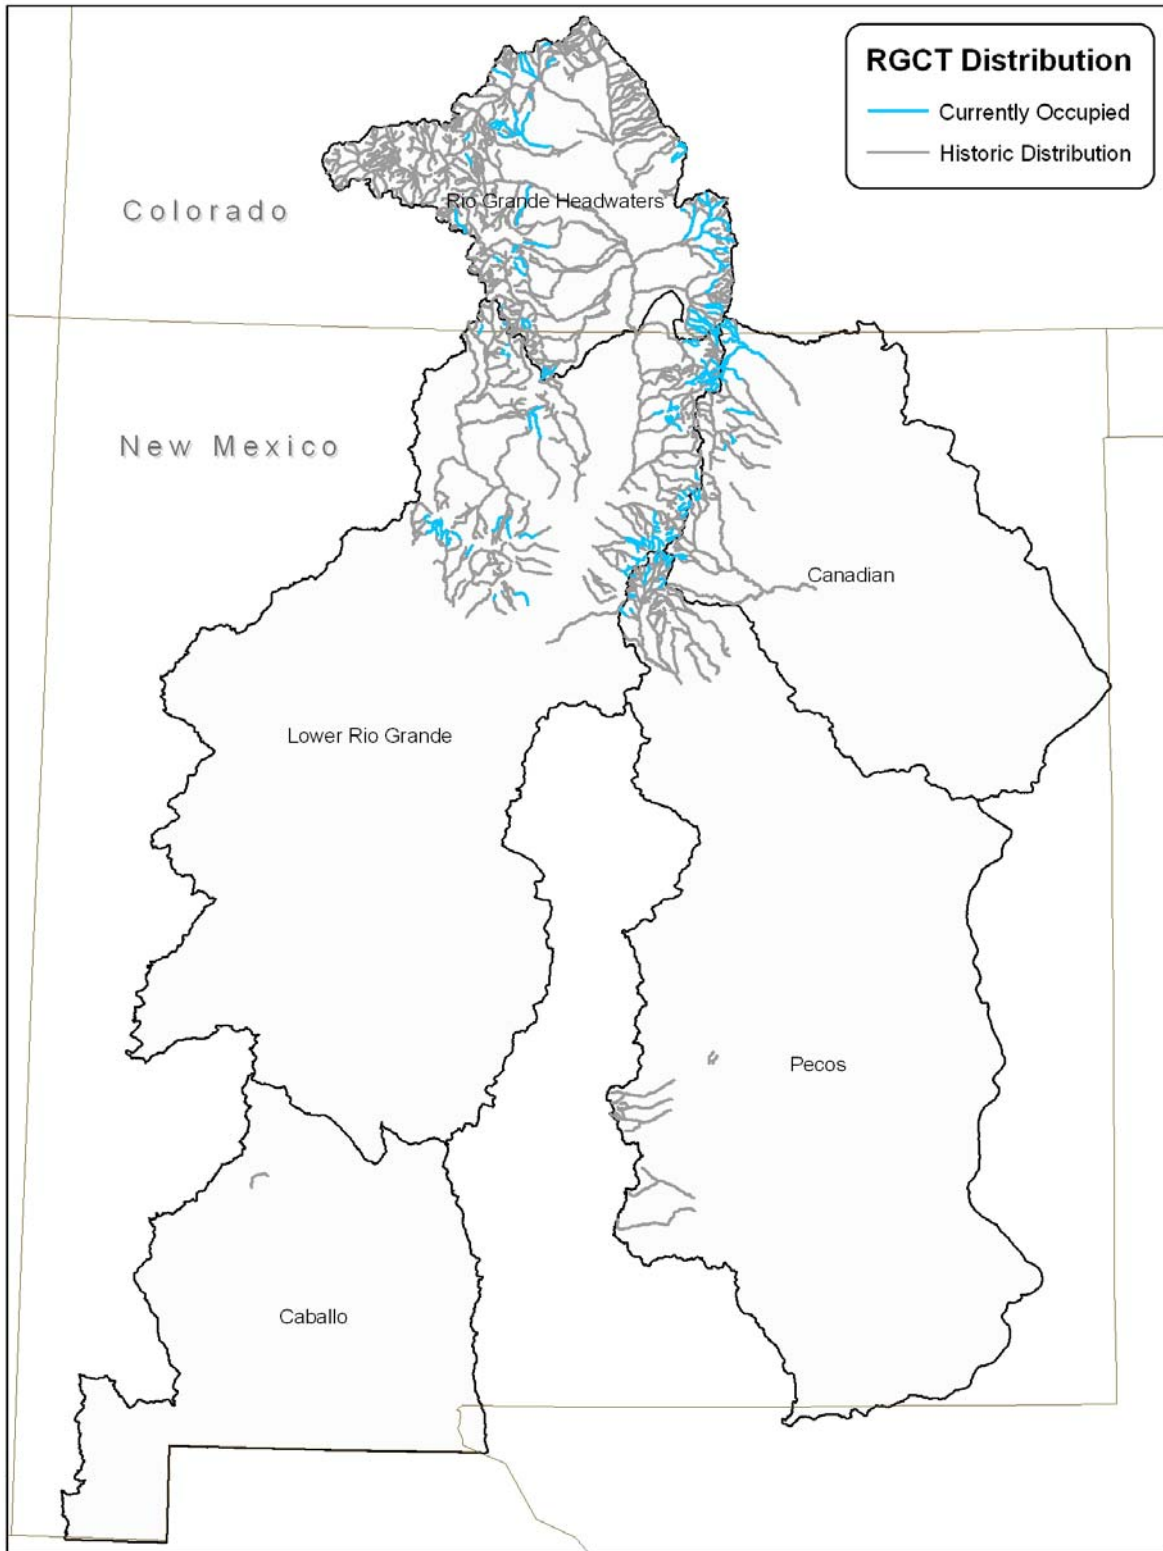 RGCT Distribution
Currently Occupied
Historic Distribution
Colorado
Rio Grande Headwaters
New Mexico
Canadian
Lower Rio Grande
Pecos
Caballo